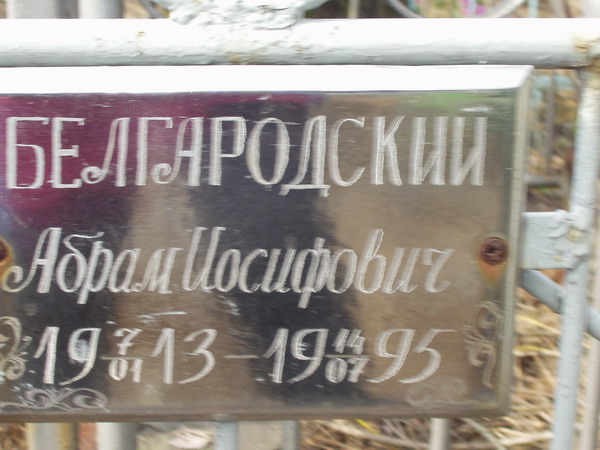 БЕЛГАРОДСКИЙ
Абрам Иосифович
19 7/01 13 - 19 14/07 95